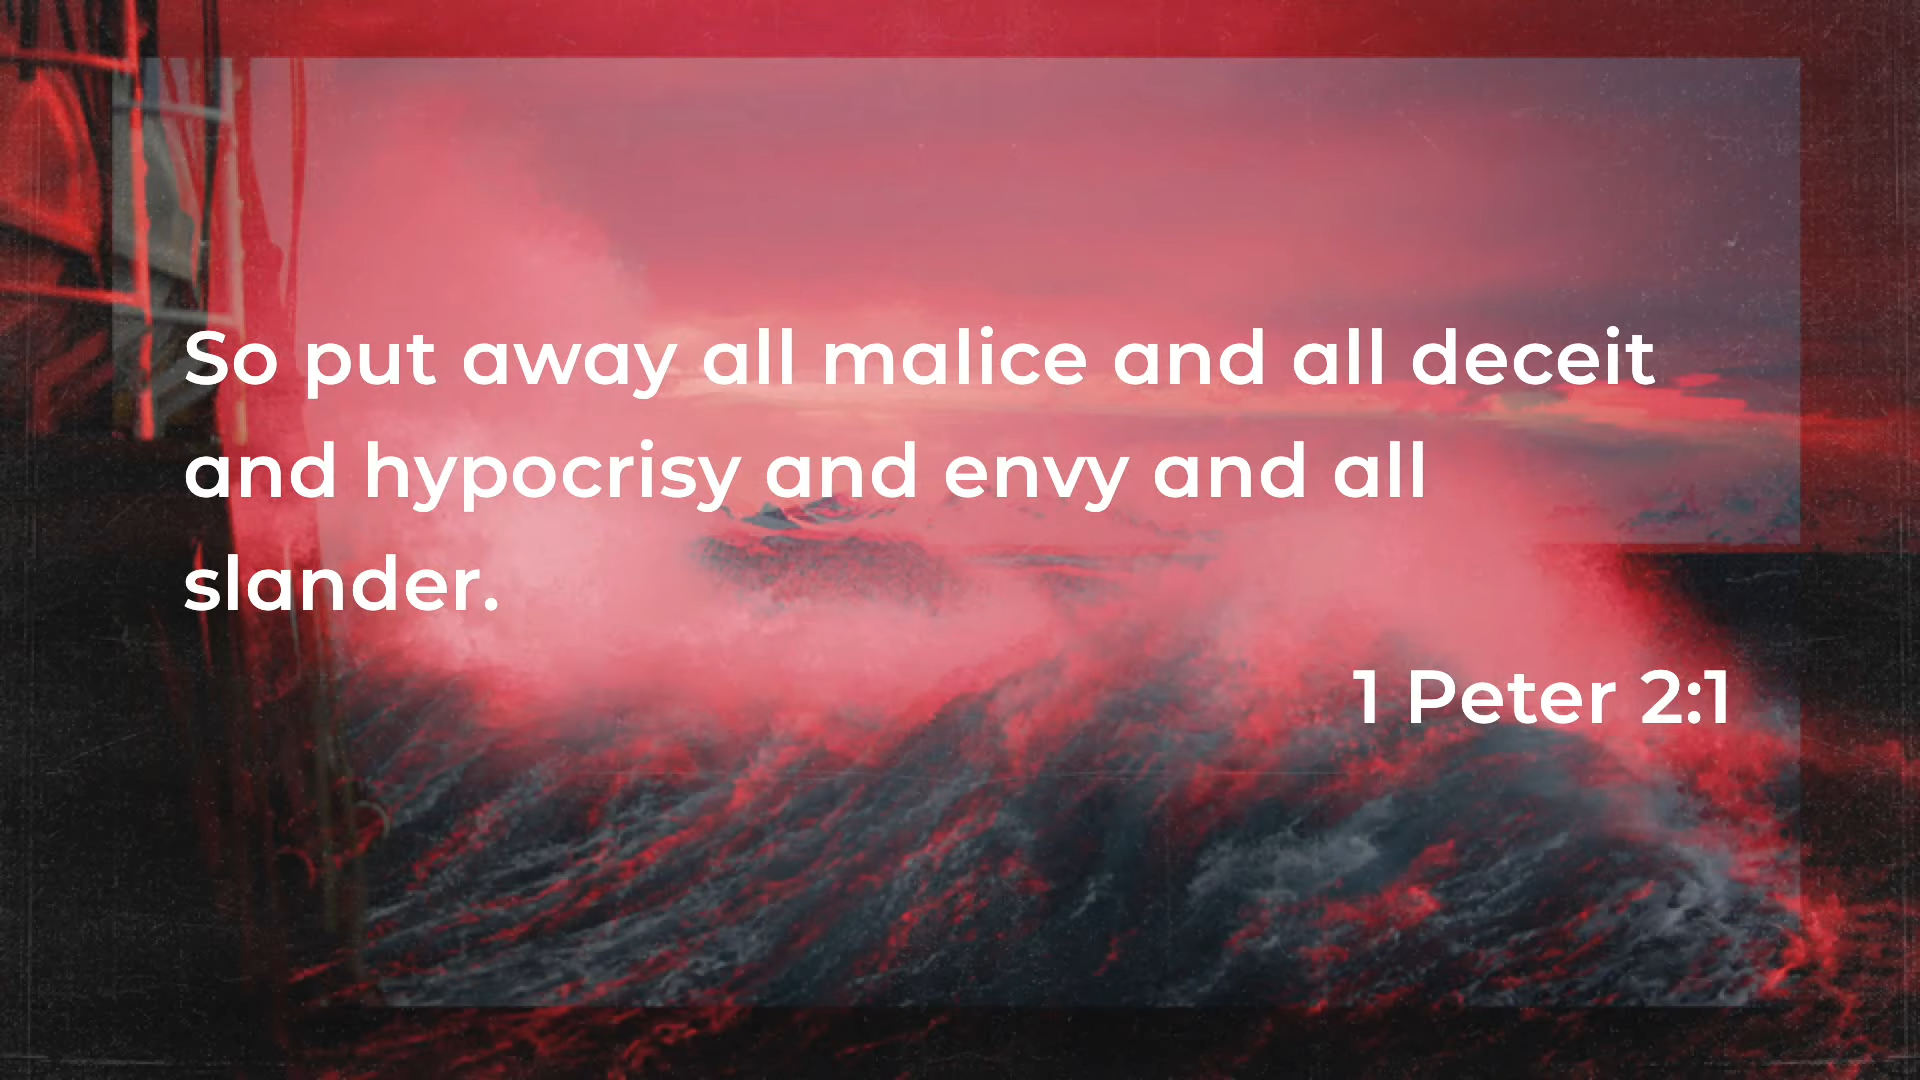 So put away all malice and all deceit
and hypocrisy and envy and all
slander.
1 Peter 2:1